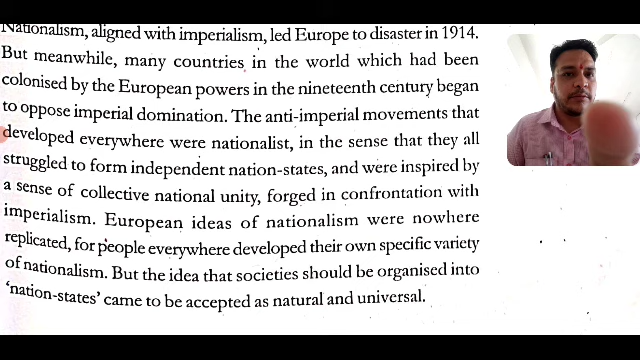 Nationalism, aligned with imperialism, led Europe to disaster in 1914.
But meanwhile, many countries in the world which had been
colonised by the European powers in the nineteenth century began
to oppose imperial domination. The anti-imperial movements that
developed everywhere were nationalist, in the sense that they all
struggled to form independent nation-states, and were inspired by
a sense of collective national unity, forged in confrontation with
imperialism. European ideas of nationalism were nowhere
replicated, for people everywhere developed their own specific variety
of nationalism. But the idea that societies should be organised into
‘nation-states’ came to be accepted as natural and universal.